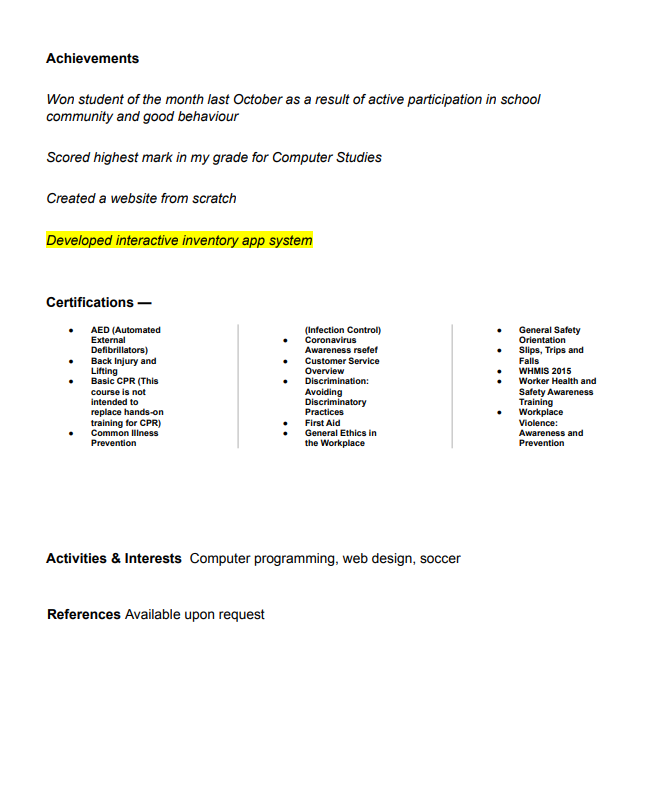 Achievements
Won student of the month last October as a result of active participation in school
community and good behaviour
Scored highest mark in my grade for Computer Studies
Created a website from scratch
Developed interactive inventory app system
Certifications —
● AED (Automated
External
Defibrillators)
● Back Injury and
Lifting
● Basic CPR (This
course is not
intended to
replace hands-on
training for CPR)
● Common Illness
Prevention
(Infection Control)
● Coronavirus
Awareness rsefef
● Customer Service
Overview
● Discrimination:
Avoiding
Discriminatory
Practices
● First Aid
● General Ethics in
the Workplace
● General Safety
Orientation
● Slips, Trips and
Falls
● WHMIS 2015
● Worker Health and
Safety Awareness
Training
● Workplace
Violence:
Awareness and
Prevention
Activities & Interests Computer programming, web design, soccer
References Available upon request